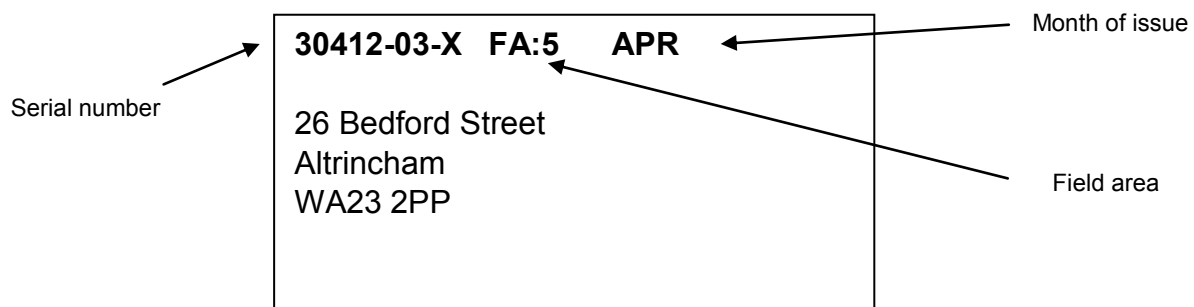 Month of issue
30412-03-X FA:5 APR
Serial number
26 Bedford Street
Altrincham
WA23 2PP
Field area